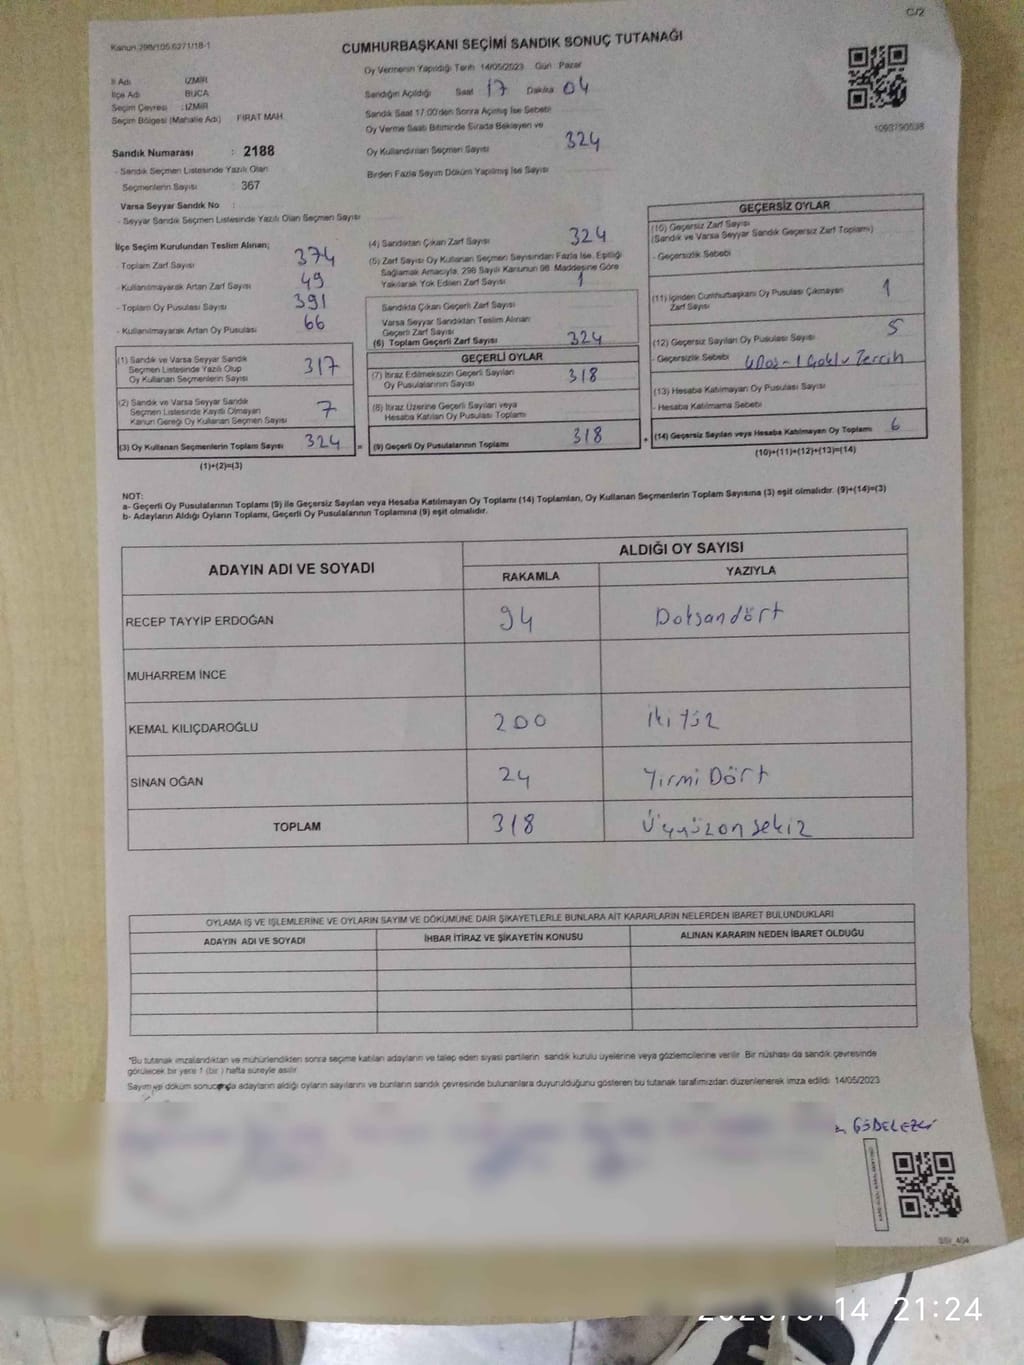 C/2
Kanun:298/105,6271/18-1
CUMHURBAŞKANI SEÇİMİ SANDIK SONUÇ TUTANAĞI
Oy Vermenin Yapıldığı Tarih 14/05/2023 Gün Pazar
İl Adı İZMİR
İlçe Adı BUCA
Seçim Çevresi : İZMİR
Seçim Bölgesi (Mahalle Adı) FIRAT MAH.
Sandığın Açıldığı Saat 17 Dakika 04
Sandık Saat 17:00'den Sonra Açılmış İse Sebebi
Oy Verme Saati Bitiminde Sırada Bekleyen ve
Oy Kullandırılan Seçmen Sayısı 324
Birden Fazla Sayım Döküm Yapılmış İse Sayısı
1093790538
Sandık Numarası : 2188
- Sandık Seçmen Listesinde Yazılı Olan
Seçmenlerin Sayısı : 367
Varsa Seyyar Sandık No :
- Seyyar Sandık Seçmen Listesinde Yazılı Olan Seçmen Sayısı
İlçe Seçim Kurulundan Teslim Alınan;
- Toplam Zarf Sayısı 374
- Kullanılmayarak Artan Zarf Sayısı 49
- Toplam Oy Pusulası Sayısı 391
- Kullanılmayarak Artan Oy Pusulası 66
(1) Sandık ve Varsa Seyyar Sandık
Seçmen Listesinde Yazılı Olup
Oy Kullanan Seçmenlerin Sayısı 317
(2) Sandık ve Varsa Seyyar Sandık
Seçmen Listesinde Kayıtlı Olmayan
Kanun Gereği Oy Kullanan Seçmen Sayısı 7
(3) Oy Kullanan Seçmenlerin Toplam Sayısı 324 =
(1)+(2)=(3)
(4) Sandıktan Çıkan Zarf Sayısı 324
(5) Zarf Sayısı Oy Kullanan Seçmen Sayısından Fazla İse, Eşitliği
Sağlamak Amacıyla, 298 Sayılı Kanunun 98. Maddesine Göre
Yakılarak Yok Edilen Zarf Sayısı 1
Sandıkta Çıkan Geçerli Zarf Sayısı
Varsa Seyyar Sandıktan Teslim Alınan
Geçerli Zarf Sayısı
(6) Toplam Geçerli Zarf Sayısı 324
GEÇERLİ OYLAR
(7) İtiraz Edilmeksizin Geçerli Sayılan
Oy Pusulalarının Sayısı 318
(8) İtiraz Üzerine Geçerli Sayılan veya
Hesaba Katılan Oy Pusulası Toplamı
(9) Geçerli Oy Pusulalarının Toplamı 318 +
GEÇERSİZ OYLAR
(10) Geçersiz Zarf Sayısı
(Sandık ve Varsa Seyyar Sandık Geçersiz Zarf Toplamı)
- Geçersizlik Sebebi
(11) İçinden Cumhurbaşkanı Oy Pusulası Çıkmayan
Zarf Sayısı 1
(12) Geçersiz Sayılan Oy Pusulası Sayısı 5
- Geçersizlik Sebebi 4 Boş - 1 Çoklu Tercih
(13) Hesaba Katılmayan Oy Pusulası Sayısı
- Hesaba Katılmama Sebebi
(14) Geçersiz Sayılan veya Hesaba Katılmayan Oy Toplamı 6
(10)+(11)+(12)+(13)=(14)
NOT:
a- Geçerli Oy Pusulalarının Toplamı (9) ile Geçersiz Sayılan veya Hesaba Katılmayan Oy Toplamı (14) Toplamları, Oy Kullanan Seçmenlerin Toplam Sayısına (3) eşit olmalıdır. (9)+(14)=(3)
b- Adayların Aldığı Oyların Toplamı, Geçerli Oy Pusulalarının Toplamına (9) eşit olmalıdır.
ADAYIN ADI VE SOYADI
ALDIĞI OY SAYISI
RAKAMLA YAZIYLA
RECEP TAYYİP ERDOĞAN 94 Doksandört
MUHARREM İNCE
KEMAL KILIÇDAROĞLU 200 İki Yüz
SİNAN OĞAN 24 Yirmi Dört
TOPLAM 318 Üçyüzonsekiz
OYLAMA İŞ VE İŞLEMLERİNE VE OYLARIN SAYIM VE DÖKÜMÜNE DAİR ŞİKAYETLERLE BUNLARA AİT KARARLARIN NELERDEN İBARET BULUNDUKLARI
ADAYIN ADI VE SOYADI İHBAR İTİRAZ VE ŞİKAYETİN KONUSU ALINAN KARARIN NEDEN İBARET OLDUĞU
*Bu tutanak imzalandıktan ve mühürlendikten sonra seçime katılan adayların ve talep eden siyasi partilerin sandık kurulu üyelerine veya gözlemcilerine verilir. Bir nüshası da sandık çevresinde
görülecek bir yere 1 (bir) hafta süreyle asılır.
Sayım ve döküm sonucunda adayların aldığı oyların sayılarını ve bunların sandık çevresinde bulunanlara duyurulduğunu gösteren bu tutanak tarafımızdan düzenlenerek imza edildi. 14/05/2023
SSI_404
14 21:24